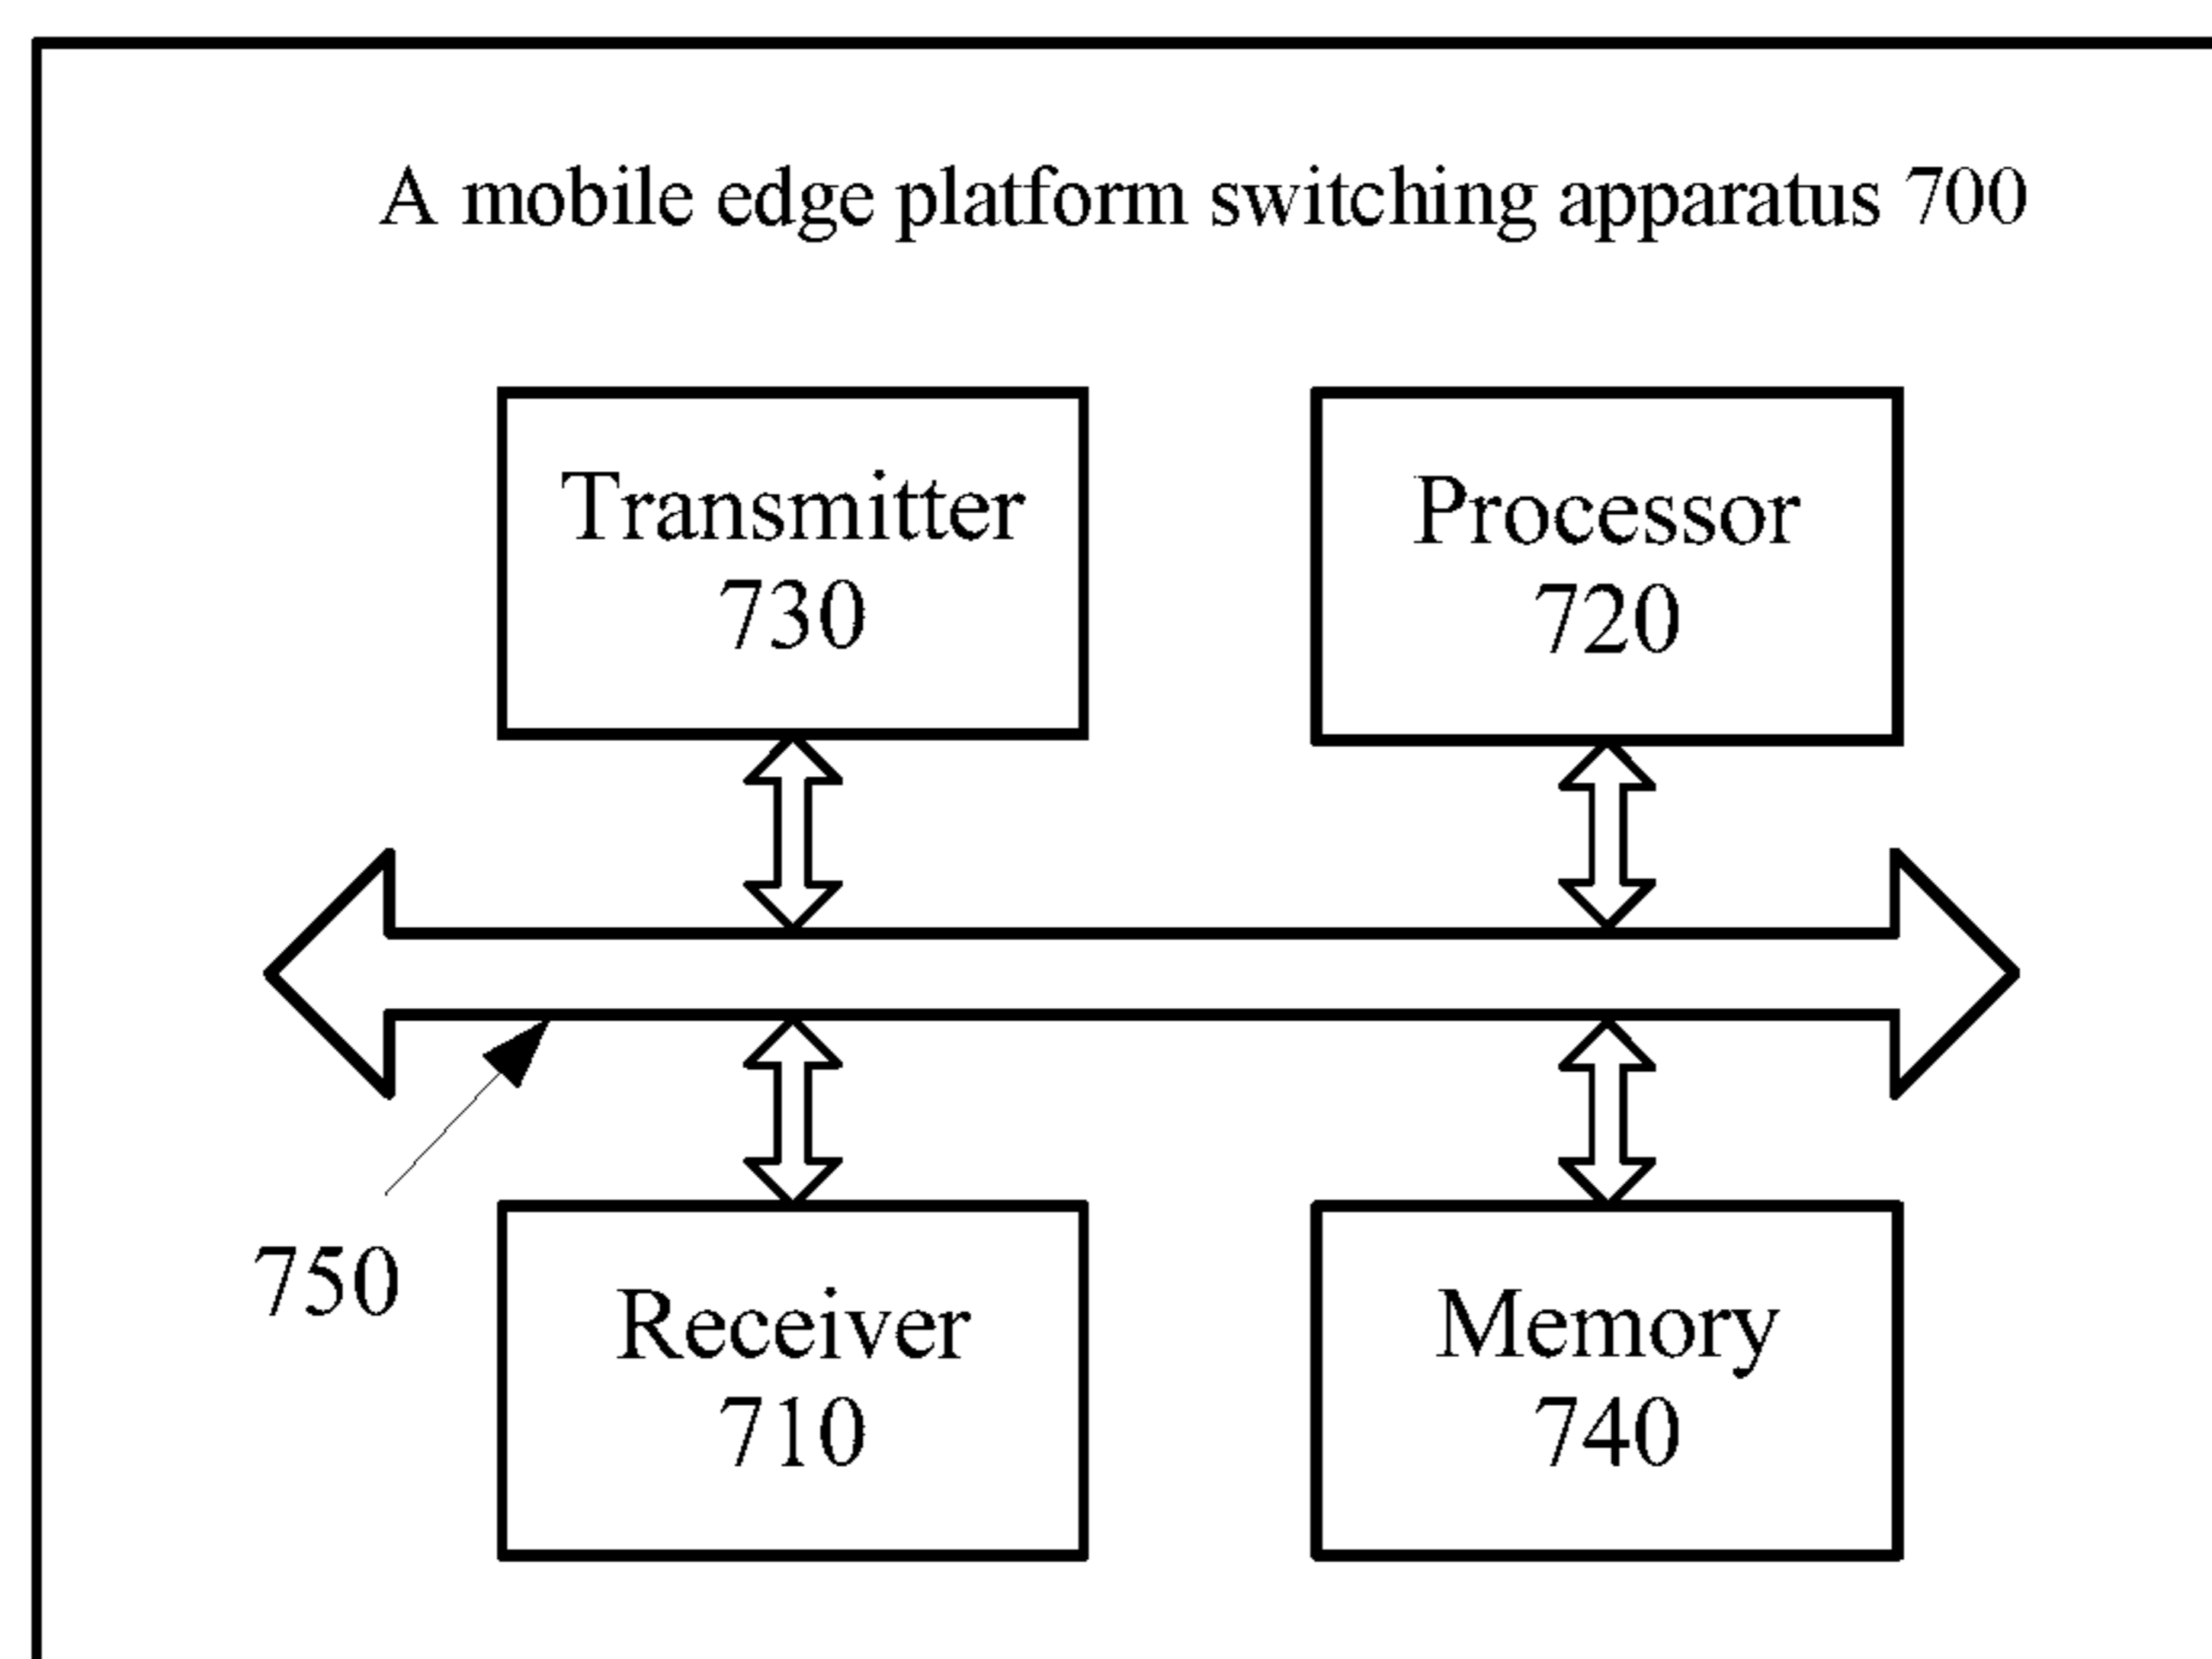 A mobile edge platform switching apparatus 700
Transmitter
730
Processor
720
750
Receiver
710
Memory
740